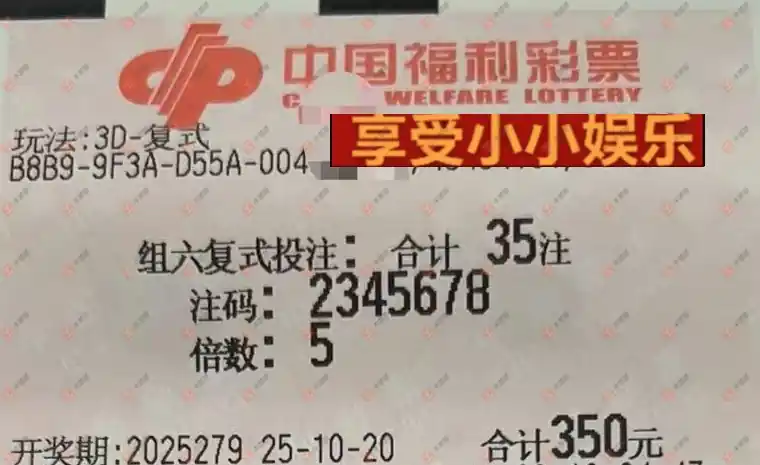 中国福利彩票
WELFARE LOTTERY
享受小小娱乐
玩法:3D-复式
B8B9-9F3A-D55A-004
组六复式投注: 合计 35注
注码: 2345678
倍数: 5
开奖期:2025279 25-10-20 合计350元